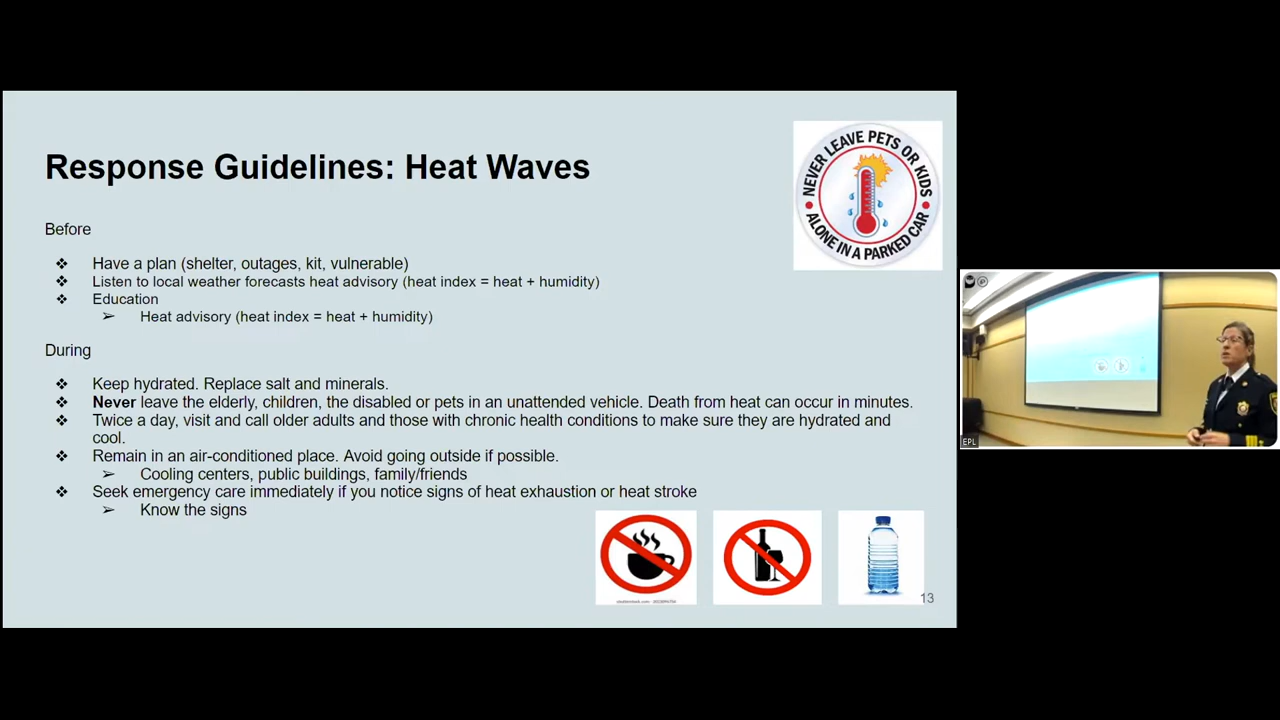 Response Guidelines: Heat Waves
NEVER LEAVE PETS OR KIDS
ALONE IN A PARKED CAR
Before
❖ Have a plan (shelter, outages, kit, vulnerable)
❖ Listen to local weather forecasts heat advisory (heat index = heat + humidity)
❖ Education
➢ Heat advisory (heat index = heat + humidity)
During
❖ Keep hydrated. Replace salt and minerals.
❖ Never leave the elderly, children, the disabled or pets in an unattended vehicle. Death from heat can occur in minutes.
❖ Twice a day, visit and call older adults and those with chronic health conditions to make sure they are hydrated and
cool.
❖ Remain in an air-conditioned place. Avoid going outside if possible.
➢ Cooling centers, public buildings, family/friends
❖ Seek emergency care immediately if you notice signs of heat exhaustion or heat stroke
➢ Know the signs
13
EPL